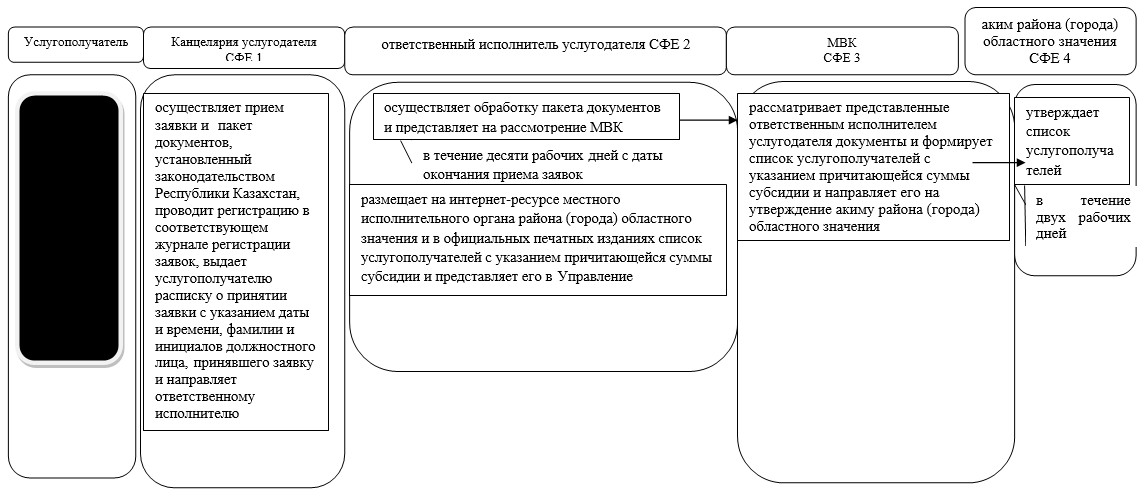 Услугополучатель
Канцелярия услугодателя
СФЕ 1
ответственный исполнитель услугодателя СФЕ 2
МВК
СФЕ 3
аким района (города)
областного значения
СФЕ 4
осуществляет прием
заявки и пакет
документов,
установленный
законодательством
Республики Казахстан,
проводит регистрацию в
соответствующем
журнале регистрации
заявок, выдает
услугополучателю
расписку о принятии
заявки с указанием даты
и времени, фамилии и
инициалов должностного
лица, принявшего заявку
и направляет
ответственному
исполнителю
осуществляет обработку пакета документов
и представляет на рассмотрение МВК
в течение десяти рабочих дней с даты
окончания приема заявок
размещает на интернет-ресурсе местного
исполнительного органа района (города) областного
значения и в официальных печатных изданиях список
услугополучателей с указанием причитающейся суммы
субсидии и представляет его в Управление
рассматривает представленные
ответственным исполнителем
услугодателя документы и формирует
список услугополучателей с
указанием причитающейся суммы
субсидии и направляет его на
утверждение акиму района (города)
областного значения
утверждает
список
услугополуча
телей
в течение
двух рабочих
дней